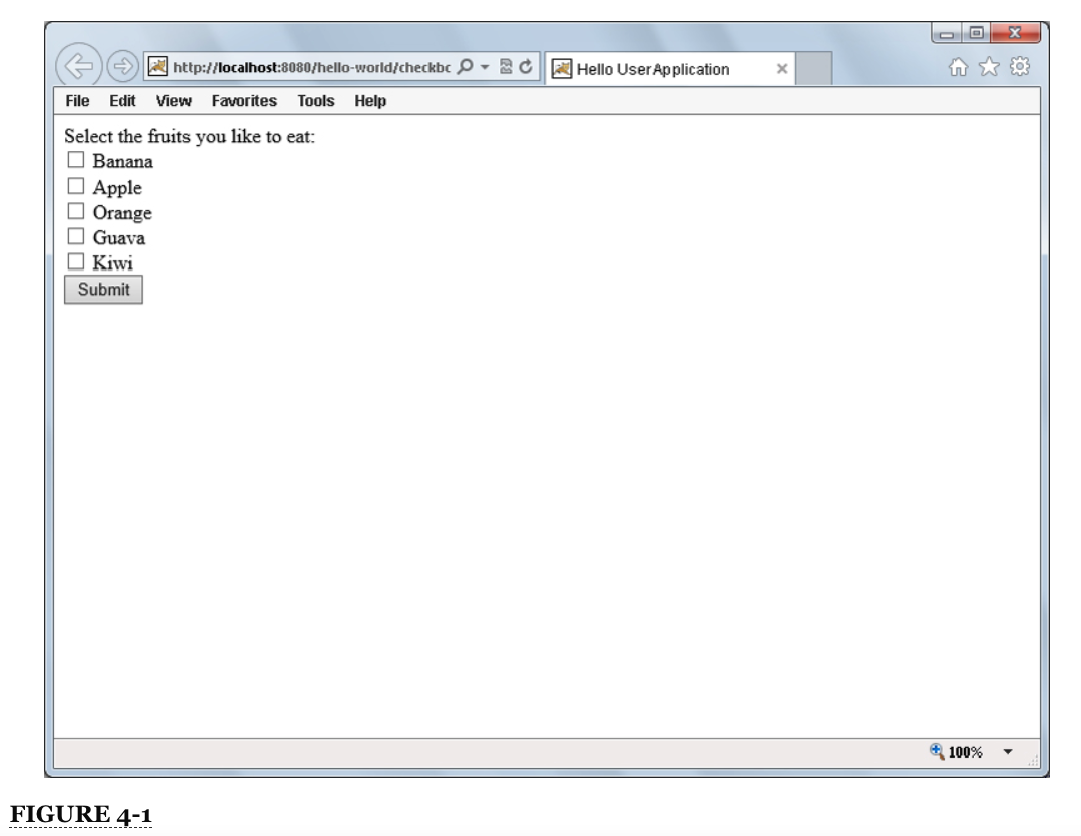 http://localhost:8080/hello-world/checkbc
Hello User Application
File Edit View Favorites Tools Help
Select the fruits you like to eat:
Banana
Apple
Orange
Guava
Kiwi
Submit
100%
FIGURE 4-1